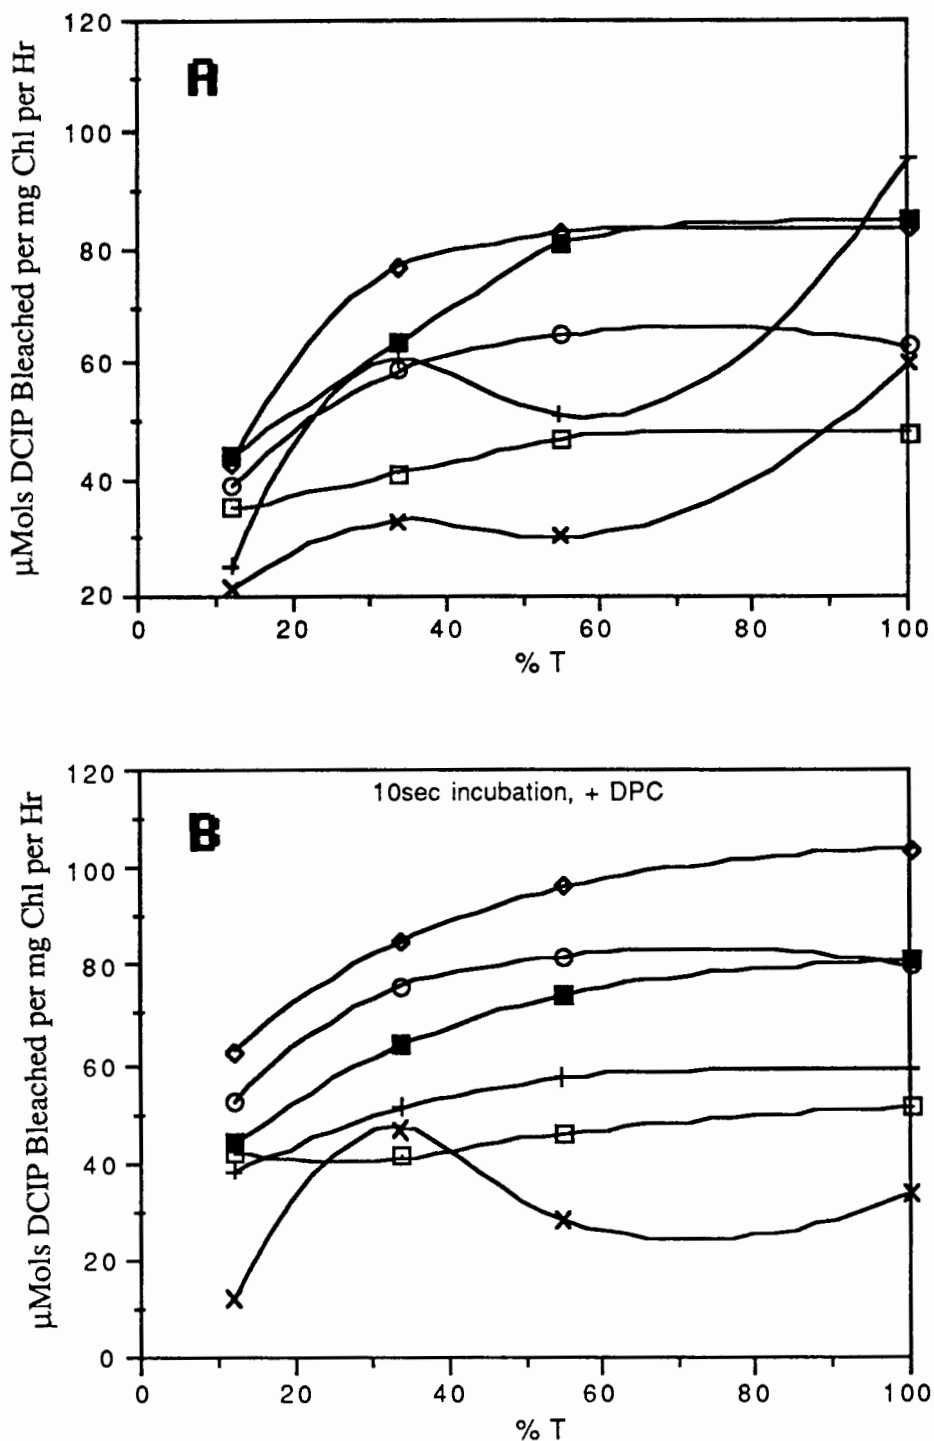 A
µMols DCIP Bleached per mg Chl per Hr
120
100
80
60
40
20
0 20 40 60 80 100
% T
B
10sec incubation, + DPC
µMols DCIP Bleached per mg Chl per Hr
120
100
80
60
40
20
0
0 20 40 60 80 100
% T